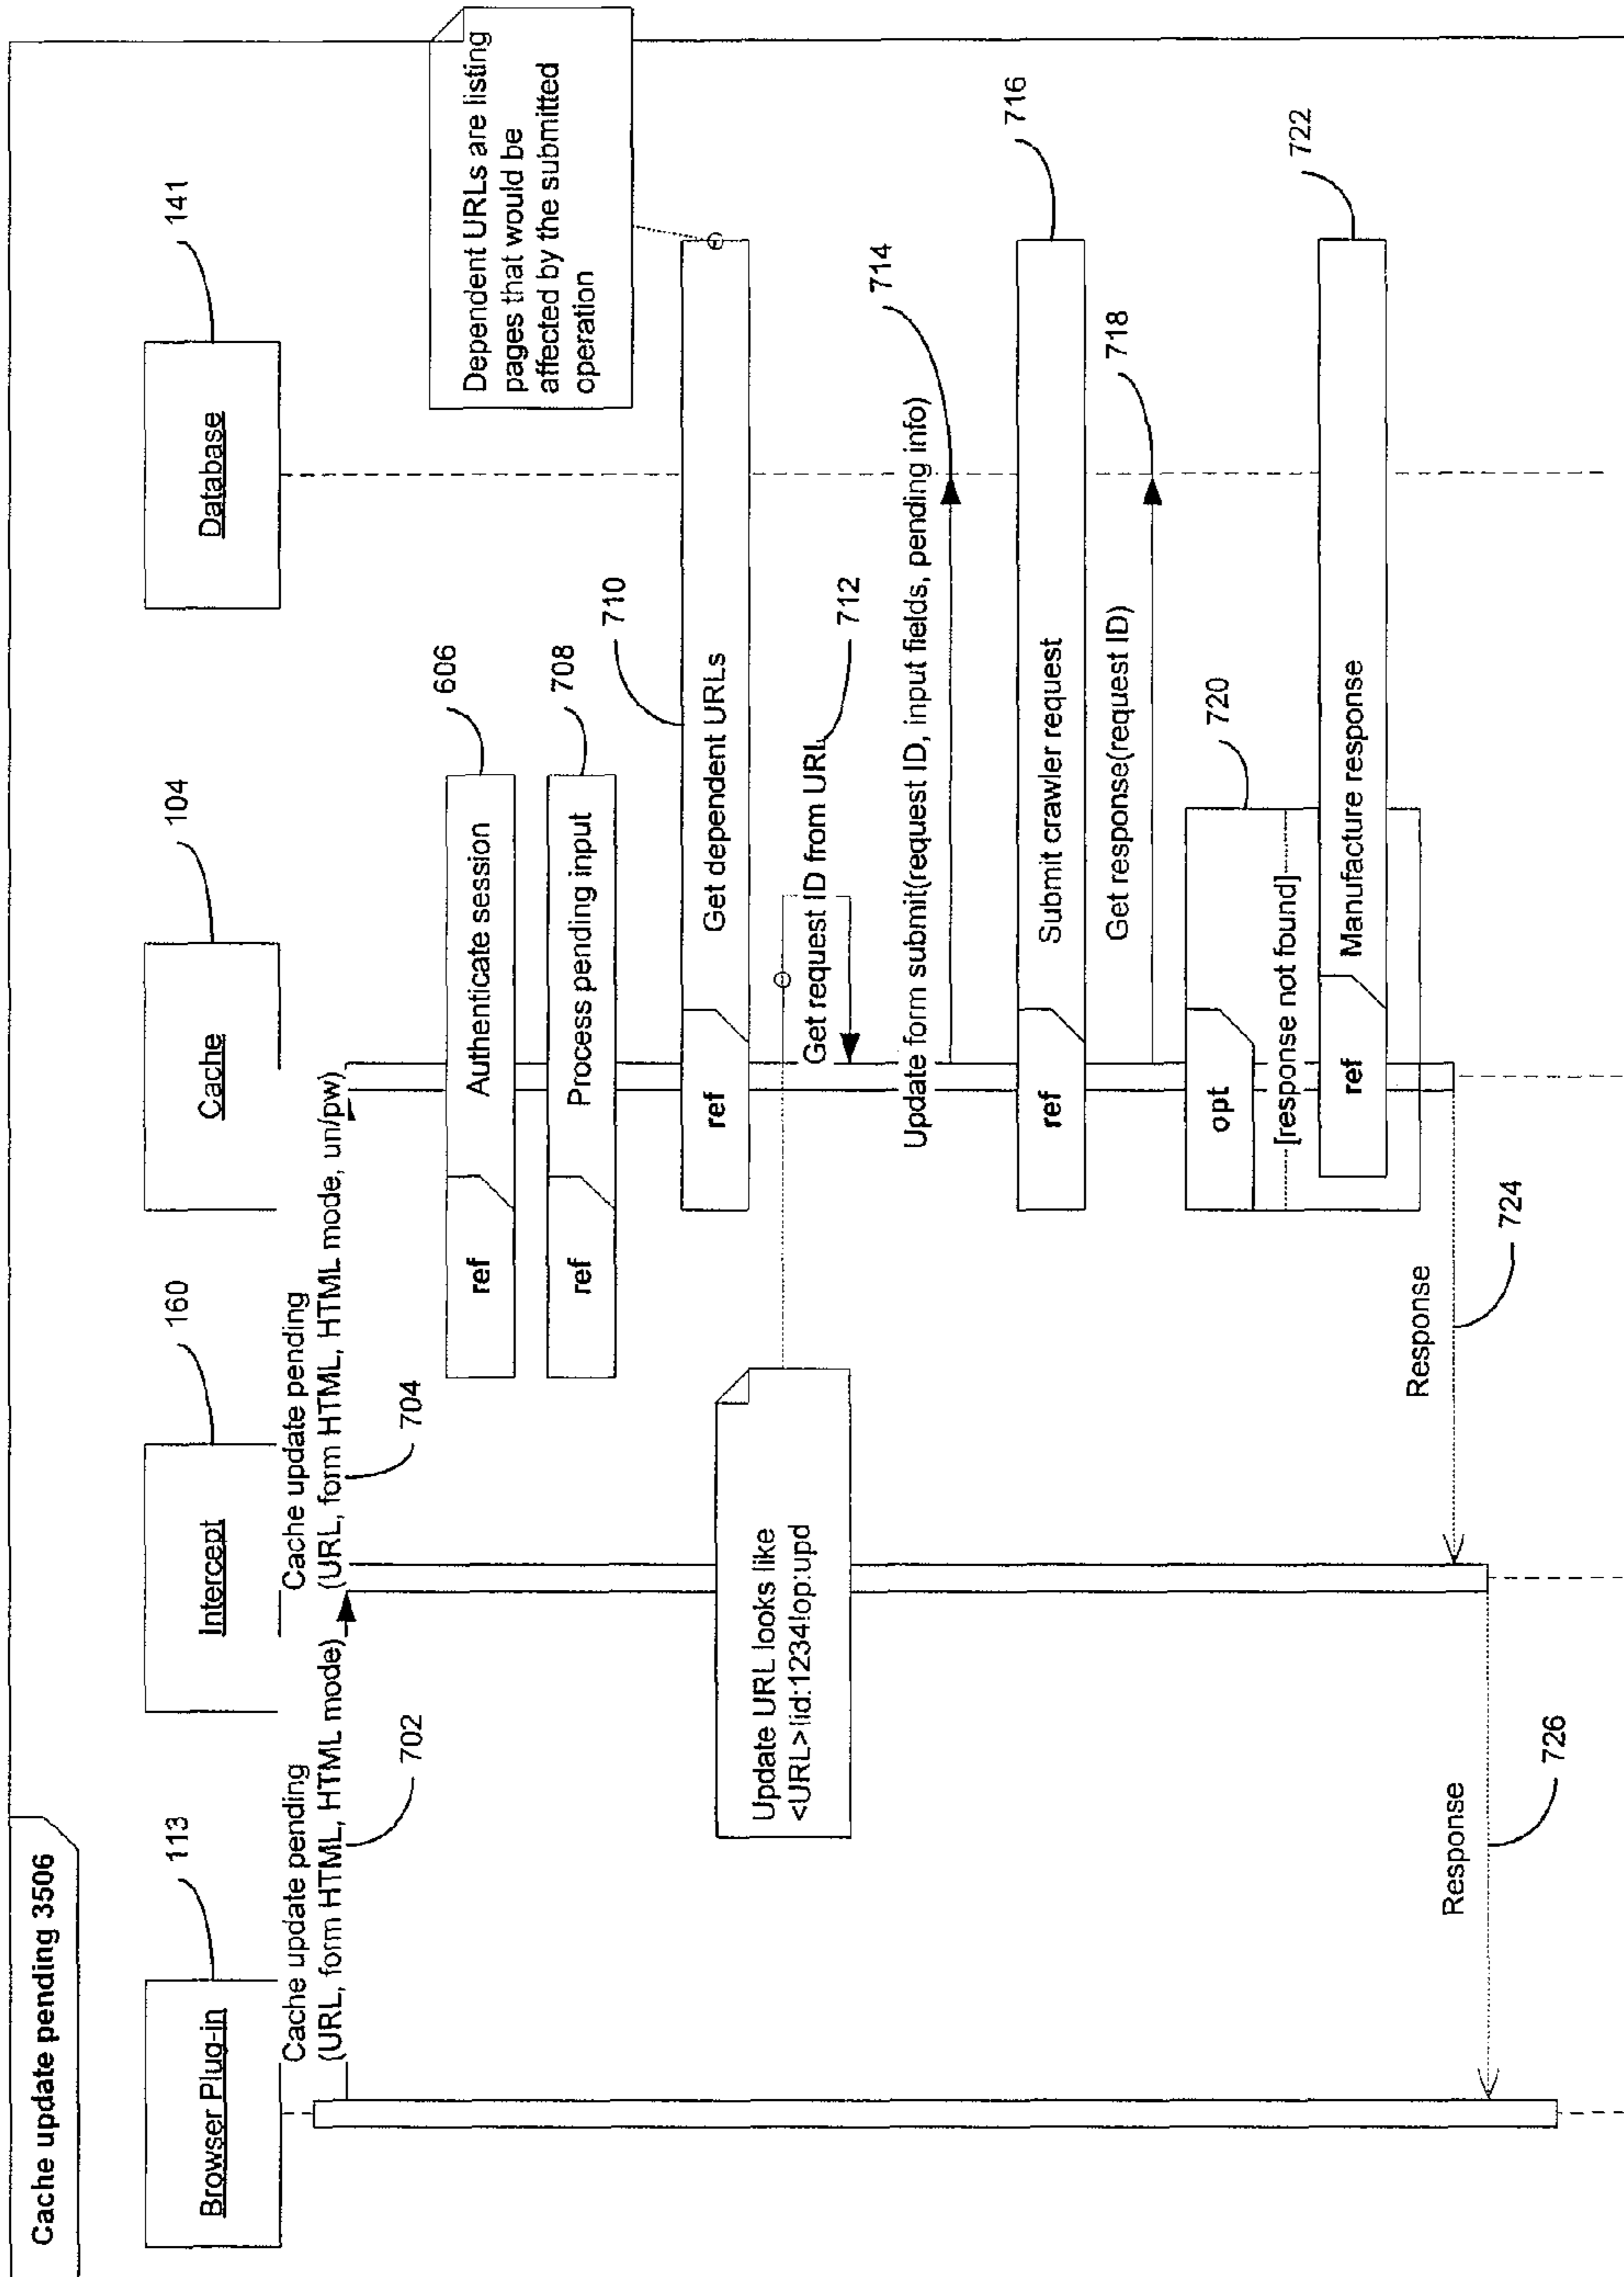 Cache update pending 3506
Browser Plug-in
113
Intercept
160
Cache
104
Database
141
Cache update pending
(URL, form HTML, HTML mode)
702
Cache update pending
(URL, form HTML, HTML mode, un/pw)
704
ref
Authenticate session
606
ref
Process pending input
708
Dependent URLs are listing
pages that would be
affected by the submitted
operation
ref
Get dependent URLs
710
Update URL looks like
<URL>!id:1234!op:upd
Get request ID from URL
712
Update form submit(request ID, input fields, pending info)
714
ref
Submit crawler request
716
Get response(request ID)
718
opt
720
[response not found]
ref
Manufacture response
722
Response
724
Response
726